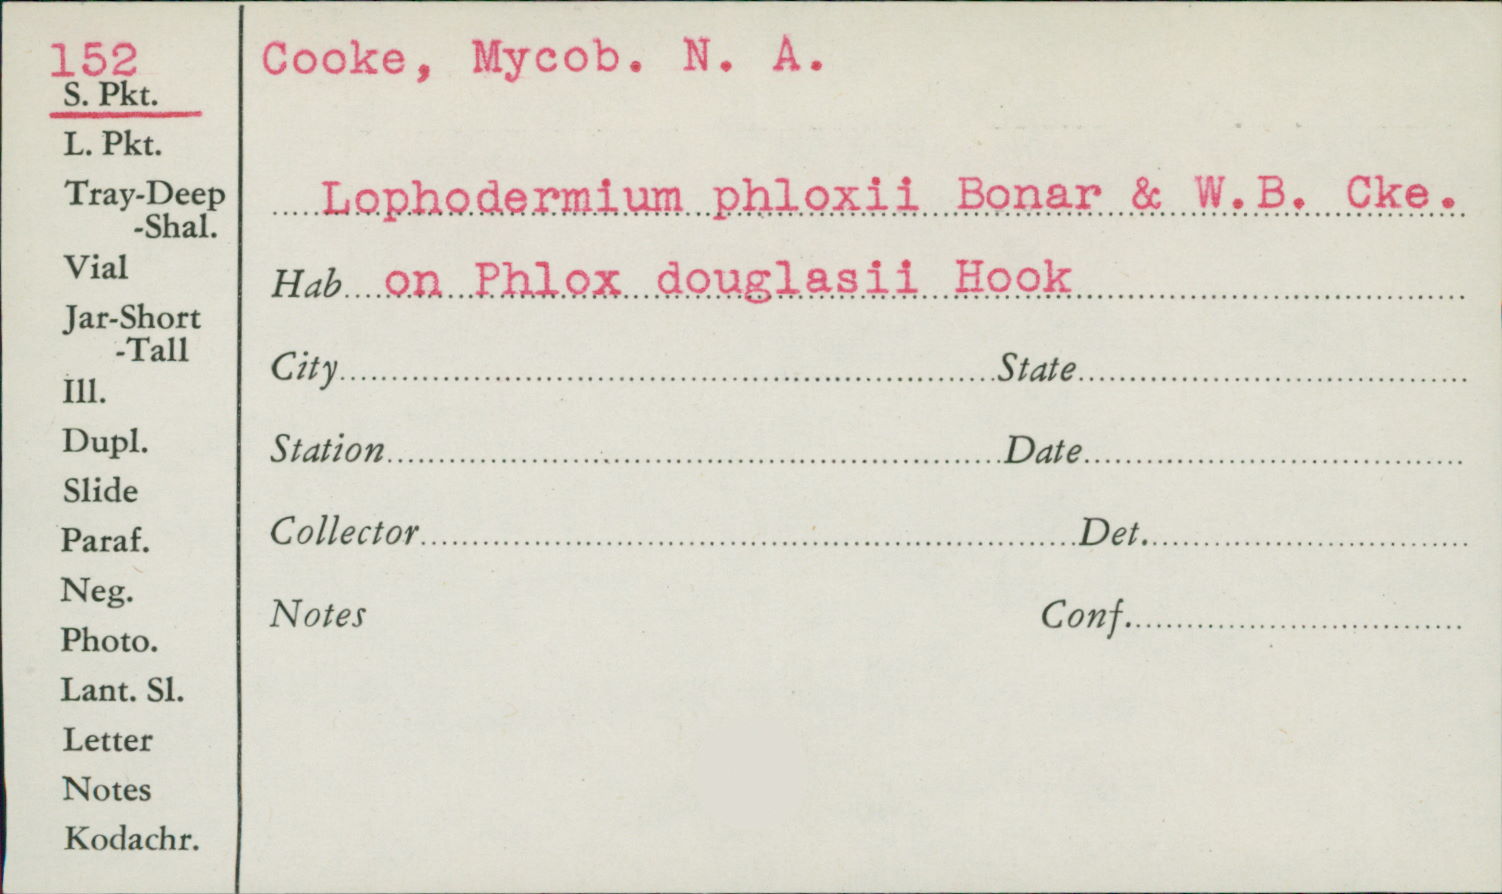 152
S. Pkt.
L. Pkt.
Tray-Deep
-Shal.
Vial
Jar-Short
-Tall
Ill.
Dupl.
Slide
Paraf.
Neg.
Photo.
Lant. Sl.
Letter
Notes
Kodachr.
Cooke, Mycob. N. A.
Lophodermium phloxii Bonar & W.B. Cke.
Hab on Phlox douglasii Hook
City State
Station Date
Collector Det.
Notes Conf.